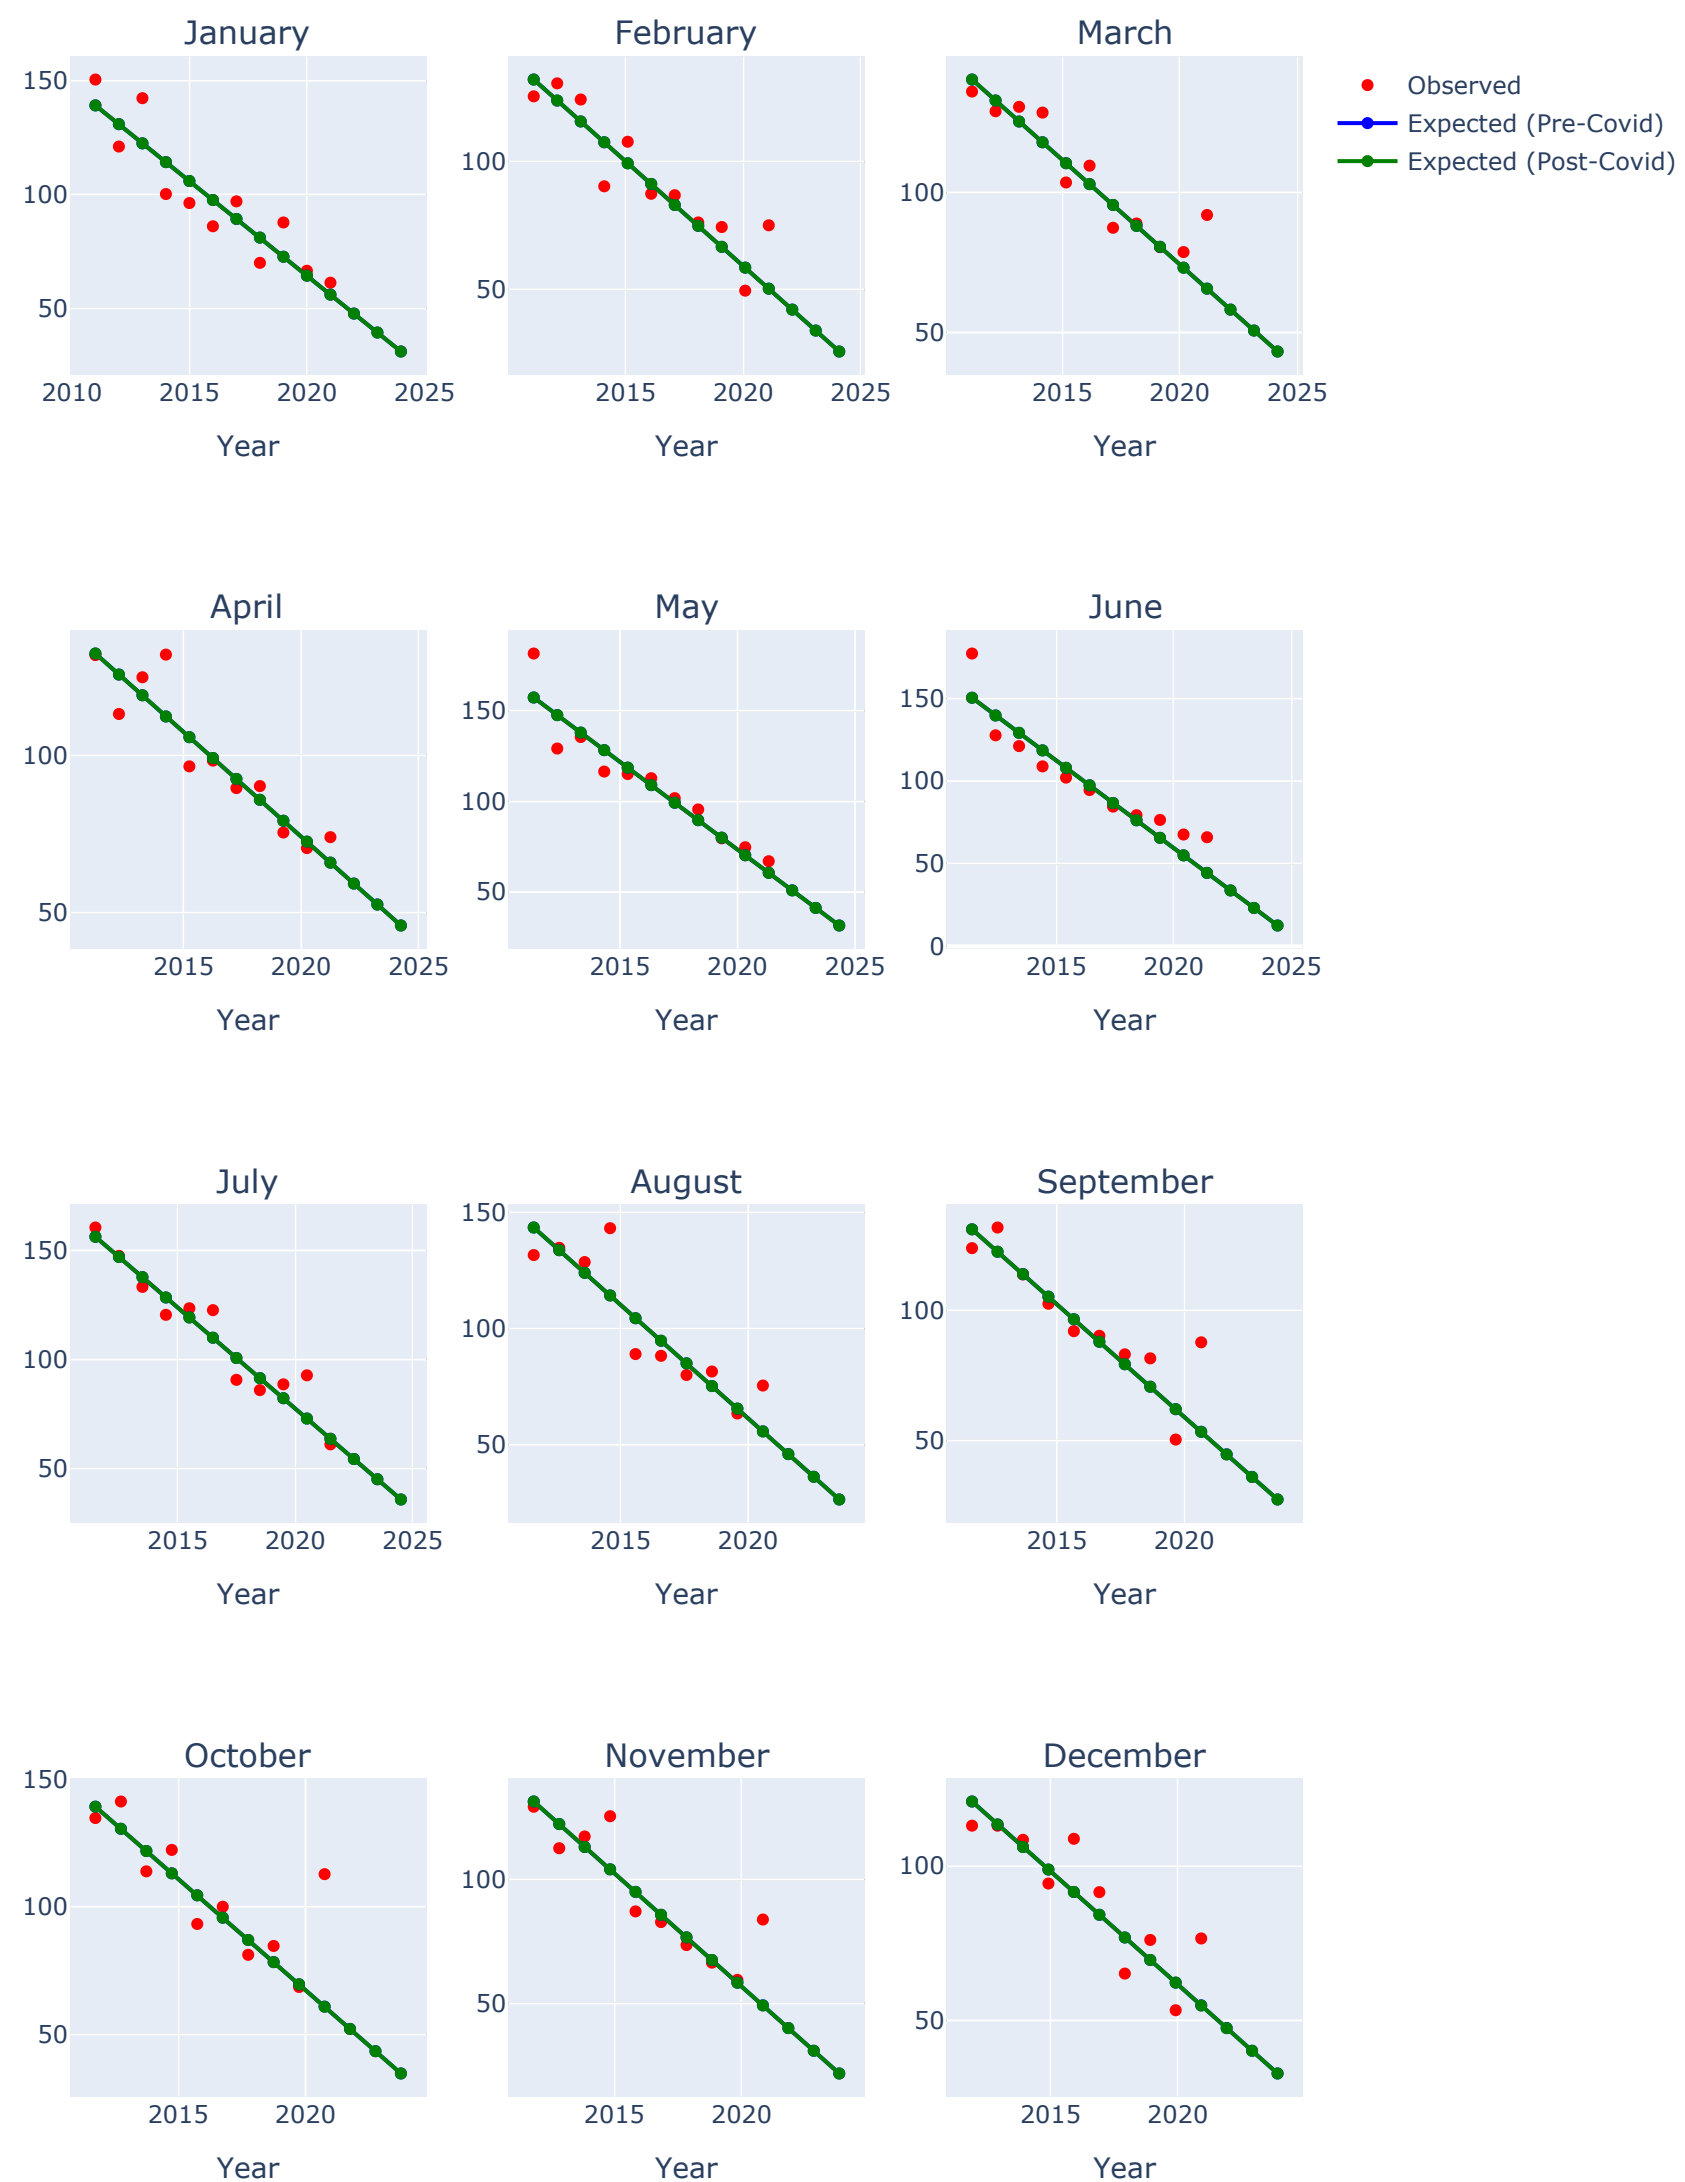 January
February
March
Observed
Expected (Pre-Covid)
Expected (Post-Covid)
150
100
50
2010
2015
2020
2025
Year
100
50
2015
2020
2025
Year
100
50
2015
2020
2025
Year
April
May
June
100
50
2015
2020
2025
Year
150
100
50
2015
2020
2025
Year
150
100
50
0
2015
2020
2025
Year
July
August
September
150
100
50
2015
2020
2025
Year
150
100
50
2015
2020
Year
100
50
2015
2020
Year
October
November
December
150
100
50
2015
2020
Year
100
50
2015
2020
Year
100
50
2015
2020
Year